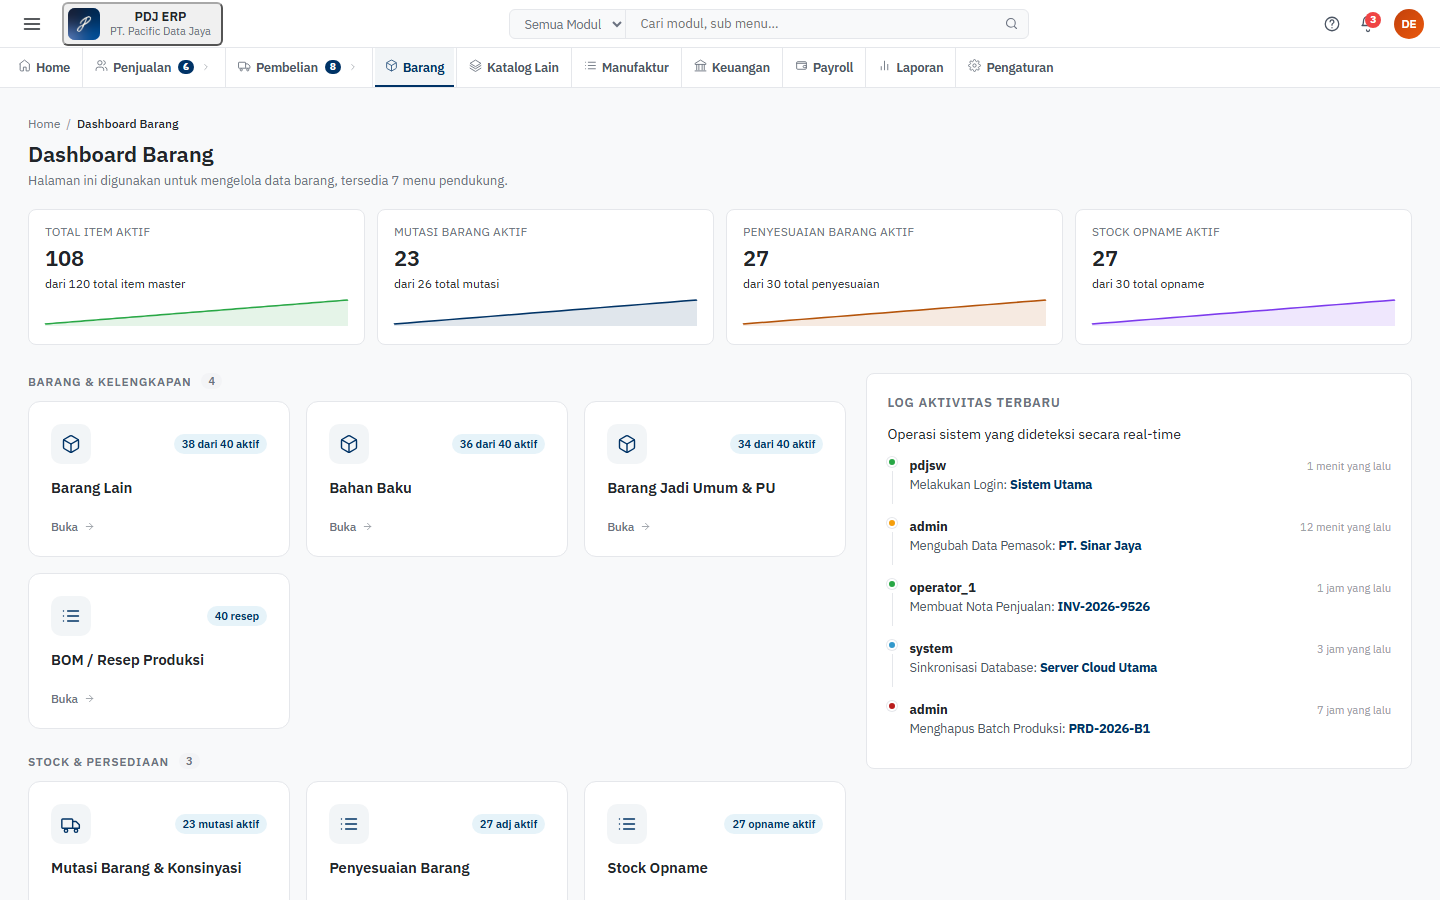 PDJ ERP
PT. Pacific Data Jaya
Semua Modul
Cari modul, sub menu...
3
DE
Home
Penjualan 6
Pembelian 8
Barang
Katalog Lain
Manufaktur
Keuangan
Payroll
Laporan
Pengaturan
Home / Dashboard Barang
Dashboard Barang
Halaman ini digunakan untuk mengelola data barang, tersedia 7 menu pendukung.
TOTAL ITEM AKTIF
108
dari 120 total item master
MUTASI BARANG AKTIF
23
dari 26 total mutasi
PENYESUAIAN BARANG AKTIF
27
dari 30 total penyesuaian
STOCK OPNAME AKTIF
27
dari 30 total opname
BARANG & KELENGKAPAN 4
38 dari 40 aktif
Barang Lain
Buka
36 dari 40 aktif
Bahan Baku
Buka
34 dari 40 aktif
Barang Jadi Umum & PU
Buka
40 resep
BOM / Resep Produksi
Buka
STOCK & PERSEDIAAN 3
23 mutasi aktif
Mutasi Barang & Konsinyasi
27 adj aktif
Penyesuaian Barang
27 opname aktif
Stock Opname
LOG AKTIVITAS TERBARU
Operasi sistem yang dideteksi secara real-time
pdjsw 1 menit yang lalu
Melakukan Login: Sistem Utama
admin 12 menit yang lalu
Mengubah Data Pemasok: PT. Sinar Jaya
operator_1 1 jam yang lalu
Membuat Nota Penjualan: INV-2026-9526
system 3 jam yang lalu
Sinkronisasi Database: Server Cloud Utama
admin 7 jam yang lalu
Menghapus Batch Produksi: PRD-2026-B1